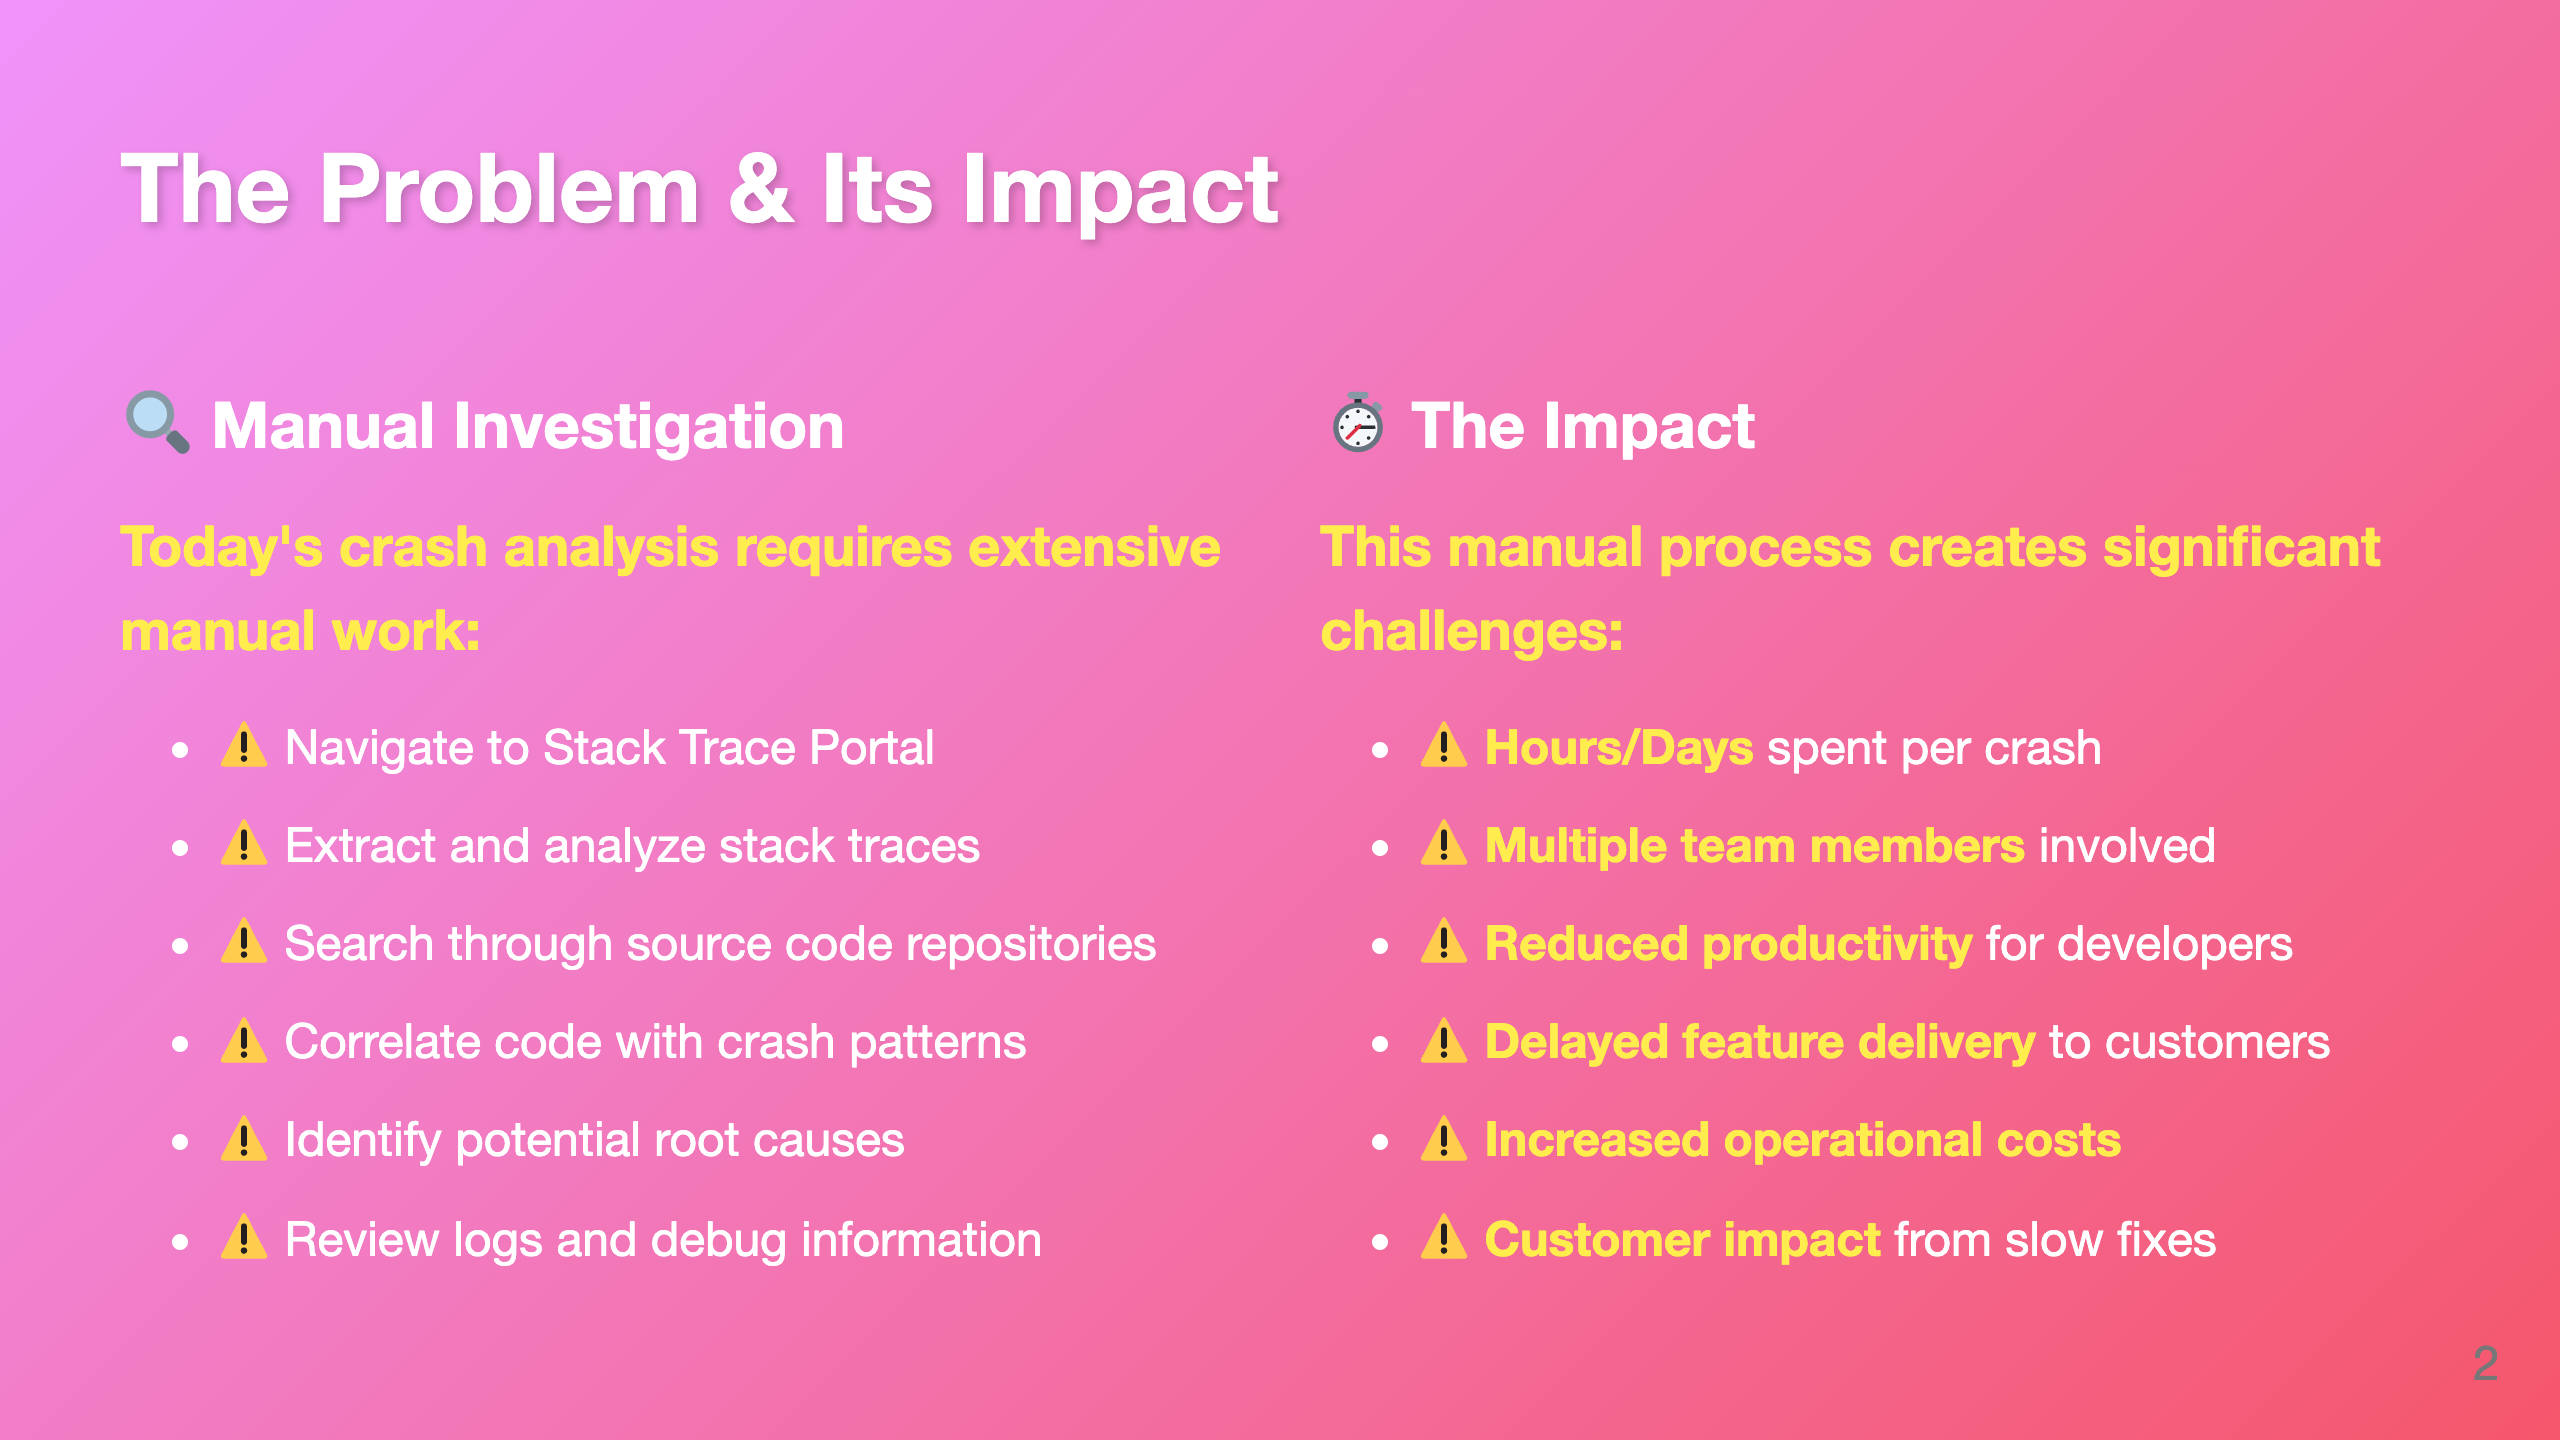 The Problem & Its Impact
🔍 Manual Investigation
Today's crash analysis requires extensive
manual work:
• ⚠️ Navigate to Stack Trace Portal
• ⚠️ Extract and analyze stack traces
• ⚠️ Search through source code repositories
• ⚠️ Correlate code with crash patterns
• ⚠️ Identify potential root causes
• ⚠️ Review logs and debug information
⏱️ The Impact
This manual process creates significant
challenges:
• ⚠️ Hours/Days spent per crash
• ⚠️ Multiple team members involved
• ⚠️ Reduced productivity for developers
• ⚠️ Delayed feature delivery to customers
• ⚠️ Increased operational costs
• ⚠️ Customer impact from slow fixes
2